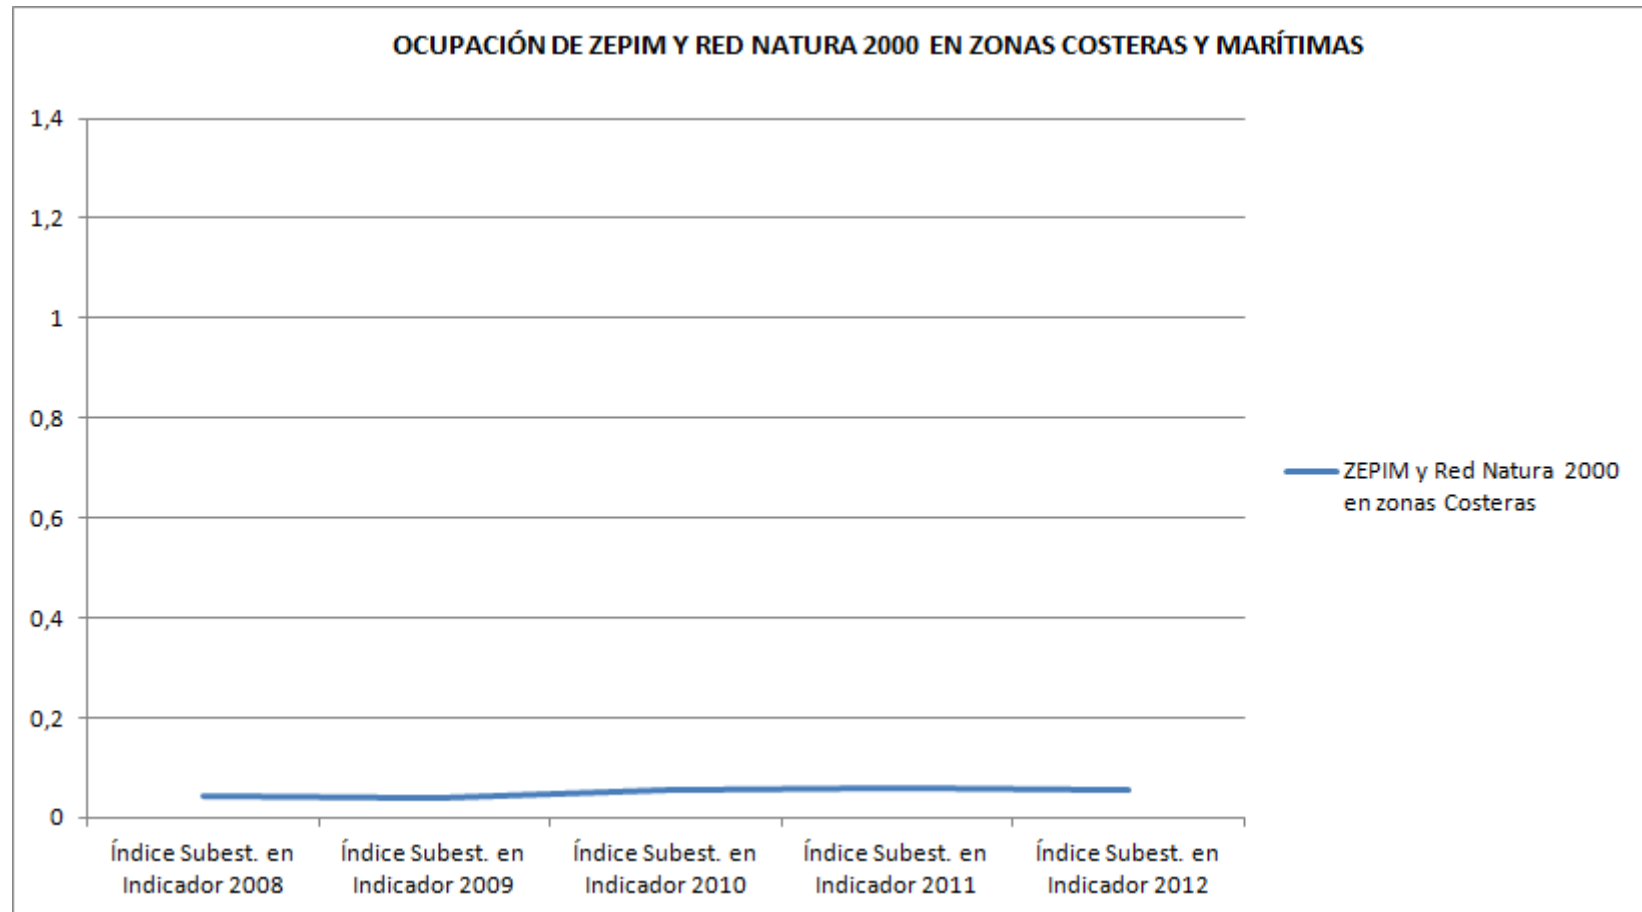 OCUPACIÓN DE ZEPIM Y RED NATURA 2000 EN ZONAS COSTERAS Y MARÍTIMAS
1,4
1,2
1
0,8
0,6
0,4
0,2
0
Índice Subest. en
Indicador 2008
Índice Subest. en
Indicador 2009
Índice Subest. en
Indicador 2010
Índice Subest. en
Indicador 2011
Índice Subest. en
Indicador 2012
ZEPIM y Red Natura 2000
en zonas Costeras